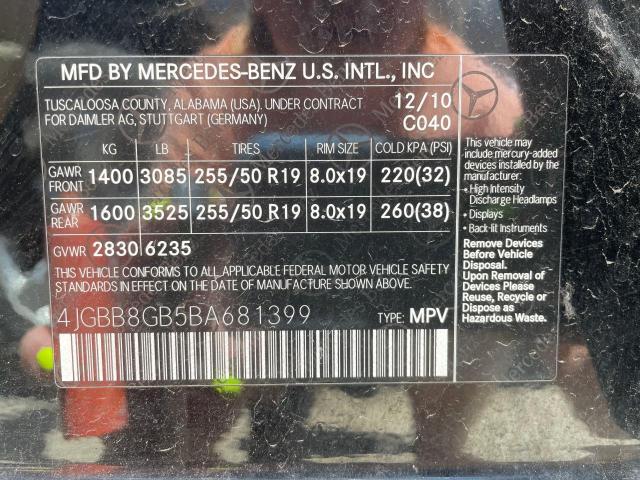 MFD BY MERCEDES-BENZ U.S. INTL., INC
TUSCALOOSA COUNTY, ALABAMA (USA). UNDER CONTRACT 12/10
FOR DAIMLER AG, STUTTGART (GERMANY) C040
KG LB TIRES RIM SIZE COLD KPA (PSI)
GAWR FRONT 1400 3085 255/50 R19 8.0x19 220(32)
GAWR REAR 1600 3525 255/50 R19 8.0x19 260(38)
GVWR 2830 6235
THIS VEHICLE CONFORMS TO ALL APPLICABLE FEDERAL MOTOR VEHICLE SAFETY
STANDARDS IN EFFECT ON THE DATE OF MANUFACTURE SHOWN ABOVE.
4JGBB8GB5BA681399 TYPE: MPV
This vehicle may
include mercury-added
devices installed by the
manufacturer:
• High Intensity
Discharge Headlamps
• Displays
• Back-lit Instruments
Remove Devices
Before Vehicle
Disposal.
Upon Removal of
Devices Please
Reuse, Recycle or
Dispose as
Hazardous Waste.